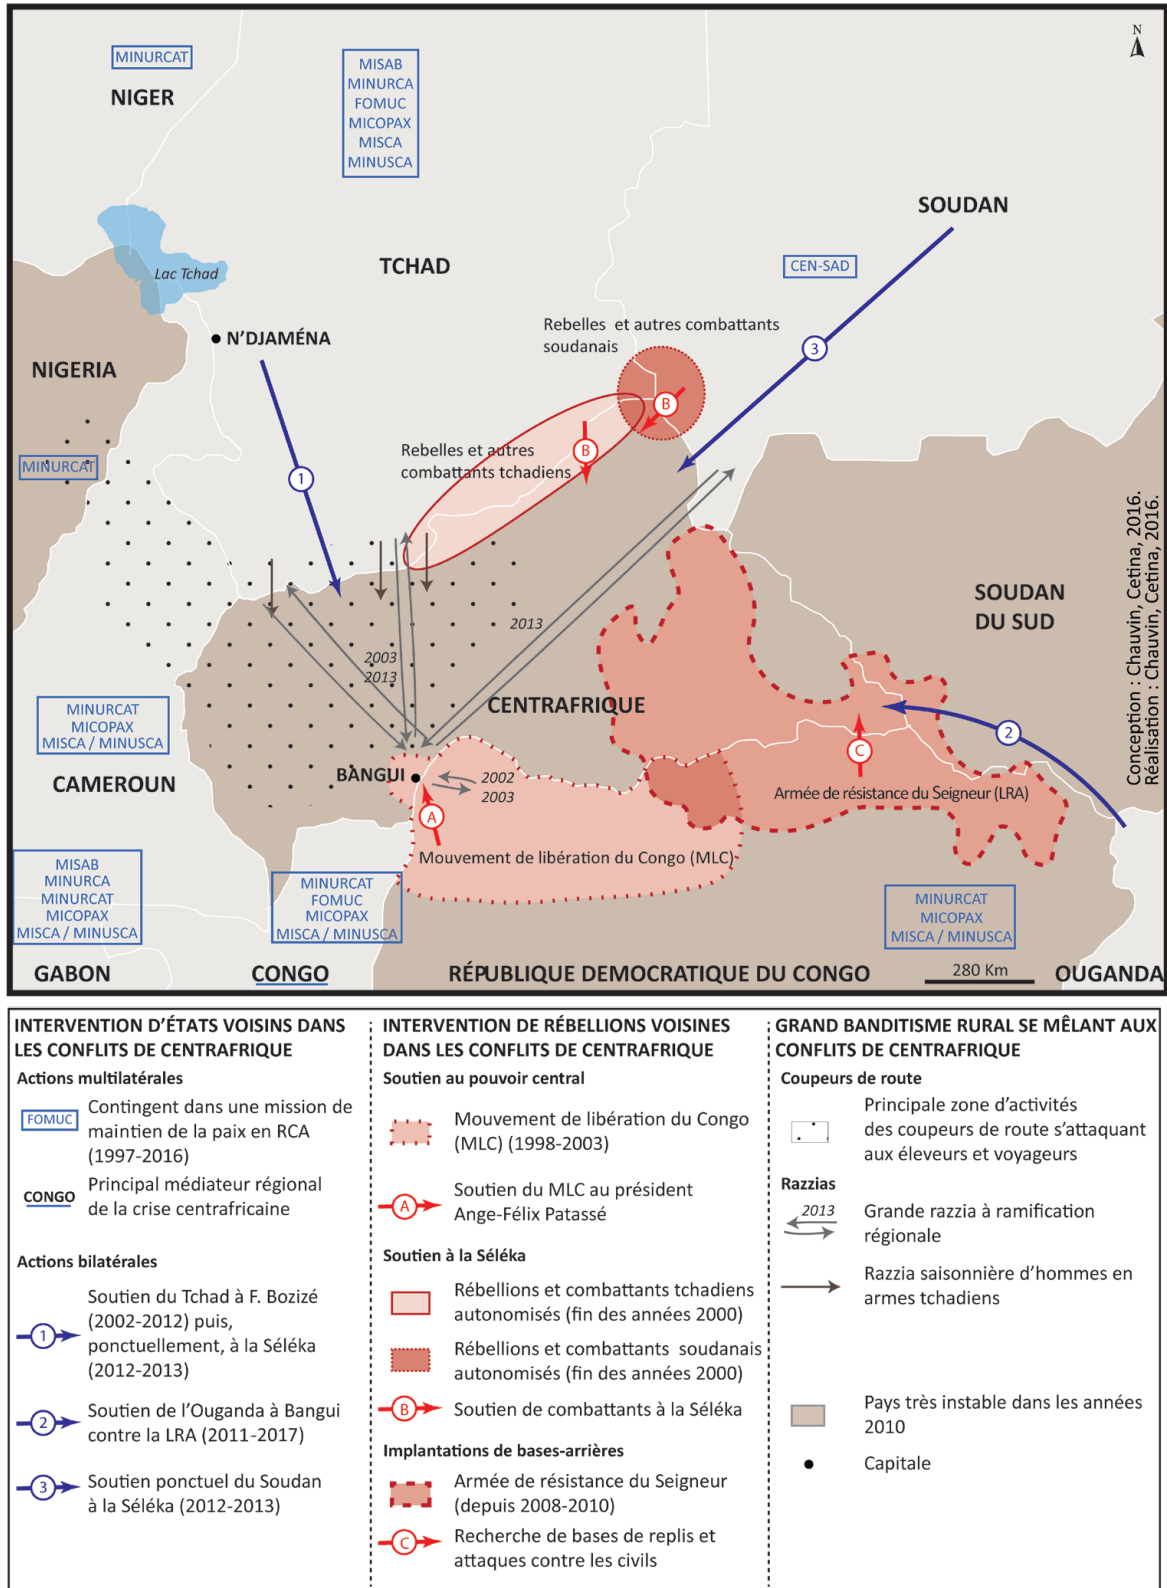 N
MINURCAT
NIGER
MISAB
MINURCA
FOMUC
MICOPAX
MISCA
MINUSCA
SOUDAN
Lac Tchad
TCHAD
CEN-SAD
N'DJAMÉNA
Rebelles et autres combattants
soudanais
3
NIGERIA
B
Rebelles et autres
combattants tchadiens
B
MINURCAT
1
Conception : Chauvin, Cetina, 2016.
Réalisation : Chauvin, Cetina, 2016.
SOUDAN
DU SUD
2013
2003
2013
CENTRAFRIQUE
MINURCAT
MICOPAX
MISCA / MINUSCA
2
C
CAMEROUN
BANGUI
2002
2003
Armée de résistance du Seigneur (LRA)
A
Mouvement de libération du Congo (MLC)
MISAB
MINURCA
MINURCAT
MICOPAX
MISCA / MINUSCA
MINURCAT
FOMUC
MICOPAX
MISCA / MINUSCA
MINURCAT
MICOPAX
MISCA / MINUSCA
GABON
CONGO
RÉPUBLIQUE DEMOCRATIQUE DU CONGO
280 Km
OUGANDA
INTERVENTION D'ÉTATS VOISINS DANS
LES CONFLITS DE CENTRAFRIQUE
Actions multilatérales
FOMUC
Contingent dans une mission de
maintien de la paix en RCA
(1997-2016)
CONGO
Principal médiateur régional
de la crise centrafricaine
Actions bilatérales
1
Soutien du Tchad à F. Bozizé
(2002-2012) puis,
ponctuellement, à la Séléka
(2012-2013)
2
Soutien de l'Ouganda à Bangui
contre la LRA (2011-2017)
3
Soutien ponctuel du Soudan
à la Séléka (2012-2013)
INTERVENTION DE RÉBELLIONS VOISINES
DANS LES CONFLITS DE CENTRAFRIQUE
Soutien au pouvoir central
Mouvement de libération du Congo
(MLC) (1998-2003)
A
Soutien du MLC au président
Ange-Félix Patassé
Soutien à la Séléka
Rébellions et combattants tchadiens
autonomisés (fin des années 2000)
Rébellions et combattants soudanais
autonomisés (fin des années 2000)
B
Soutien de combattants à la Séléka
Implantations de bases-arrières
Armée de résistance du Seigneur
(depuis 2008-2010)
C
Recherche de bases de replis et
attaques contre les civils
GRAND BANDITISME RURAL SE MÊLANT AUX
CONFLITS DE CENTRAFRIQUE
Coupeurs de route
Principale zone d'activités
des coupeurs de route s'attaquant
aux éleveurs et voyageurs
Razzias
2013
Grande razzia à ramification
régionale
Razzia saisonnière d'hommes en
armes tchadiens
Pays très instable dans les années
2010
Capitale